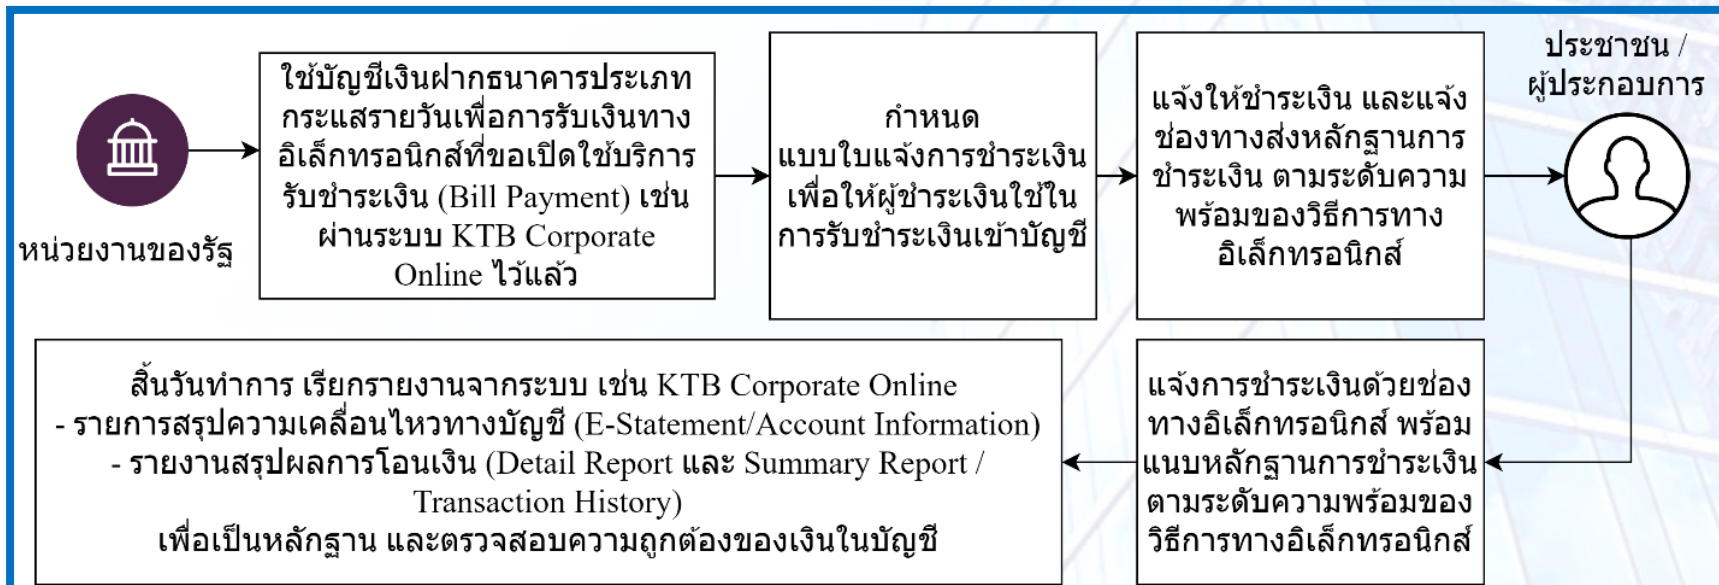 หน่วยงานของรัฐ
ใช้บัญชีเงินฝากธนาคารประเภท
กระแสรายวันเพื่อการรับเงินทาง
อิเล็กทรอนิกส์ที่ขอเปิดใช้บริการ
รับชำระเงิน (Bill Payment) เช่น
ผ่านระบบ KTB Corporate
Online ไว้แล้ว
กำหนด
แบบใบแจ้งการชำระเงิน
เพื่อให้ผู้ชำระเงินใช้ใน
การรับชำระเงินเข้าบัญชี
แจ้งให้ชำระเงิน และแจ้ง
ช่องทางส่งหลักฐานการ
ชำระเงิน ตามระดับความ
พร้อมของวิธีการทาง
อิเล็กทรอนิกส์
ประชาชน /
ผู้ประกอบการ
แจ้งการชำระเงินด้วยช่อง
ทางอิเล็กทรอนิกส์ พร้อม
แนบหลักฐานการชำระเงิน
ตามระดับความพร้อมของ
วิธีการทางอิเล็กทรอนิกส์
สิ้นวันทำการ เรียกรายงานจากระบบ เช่น KTB Corporate Online
- รายการสรุปความเคลื่อนไหวทางบัญชี (E-Statement/Account Information)
- รายงานสรุปผลการโอนเงิน (Detail Report และ Summary Report /
Transaction History)
เพื่อเป็นหลักฐาน และตรวจสอบความถูกต้องของเงินในบัญชี